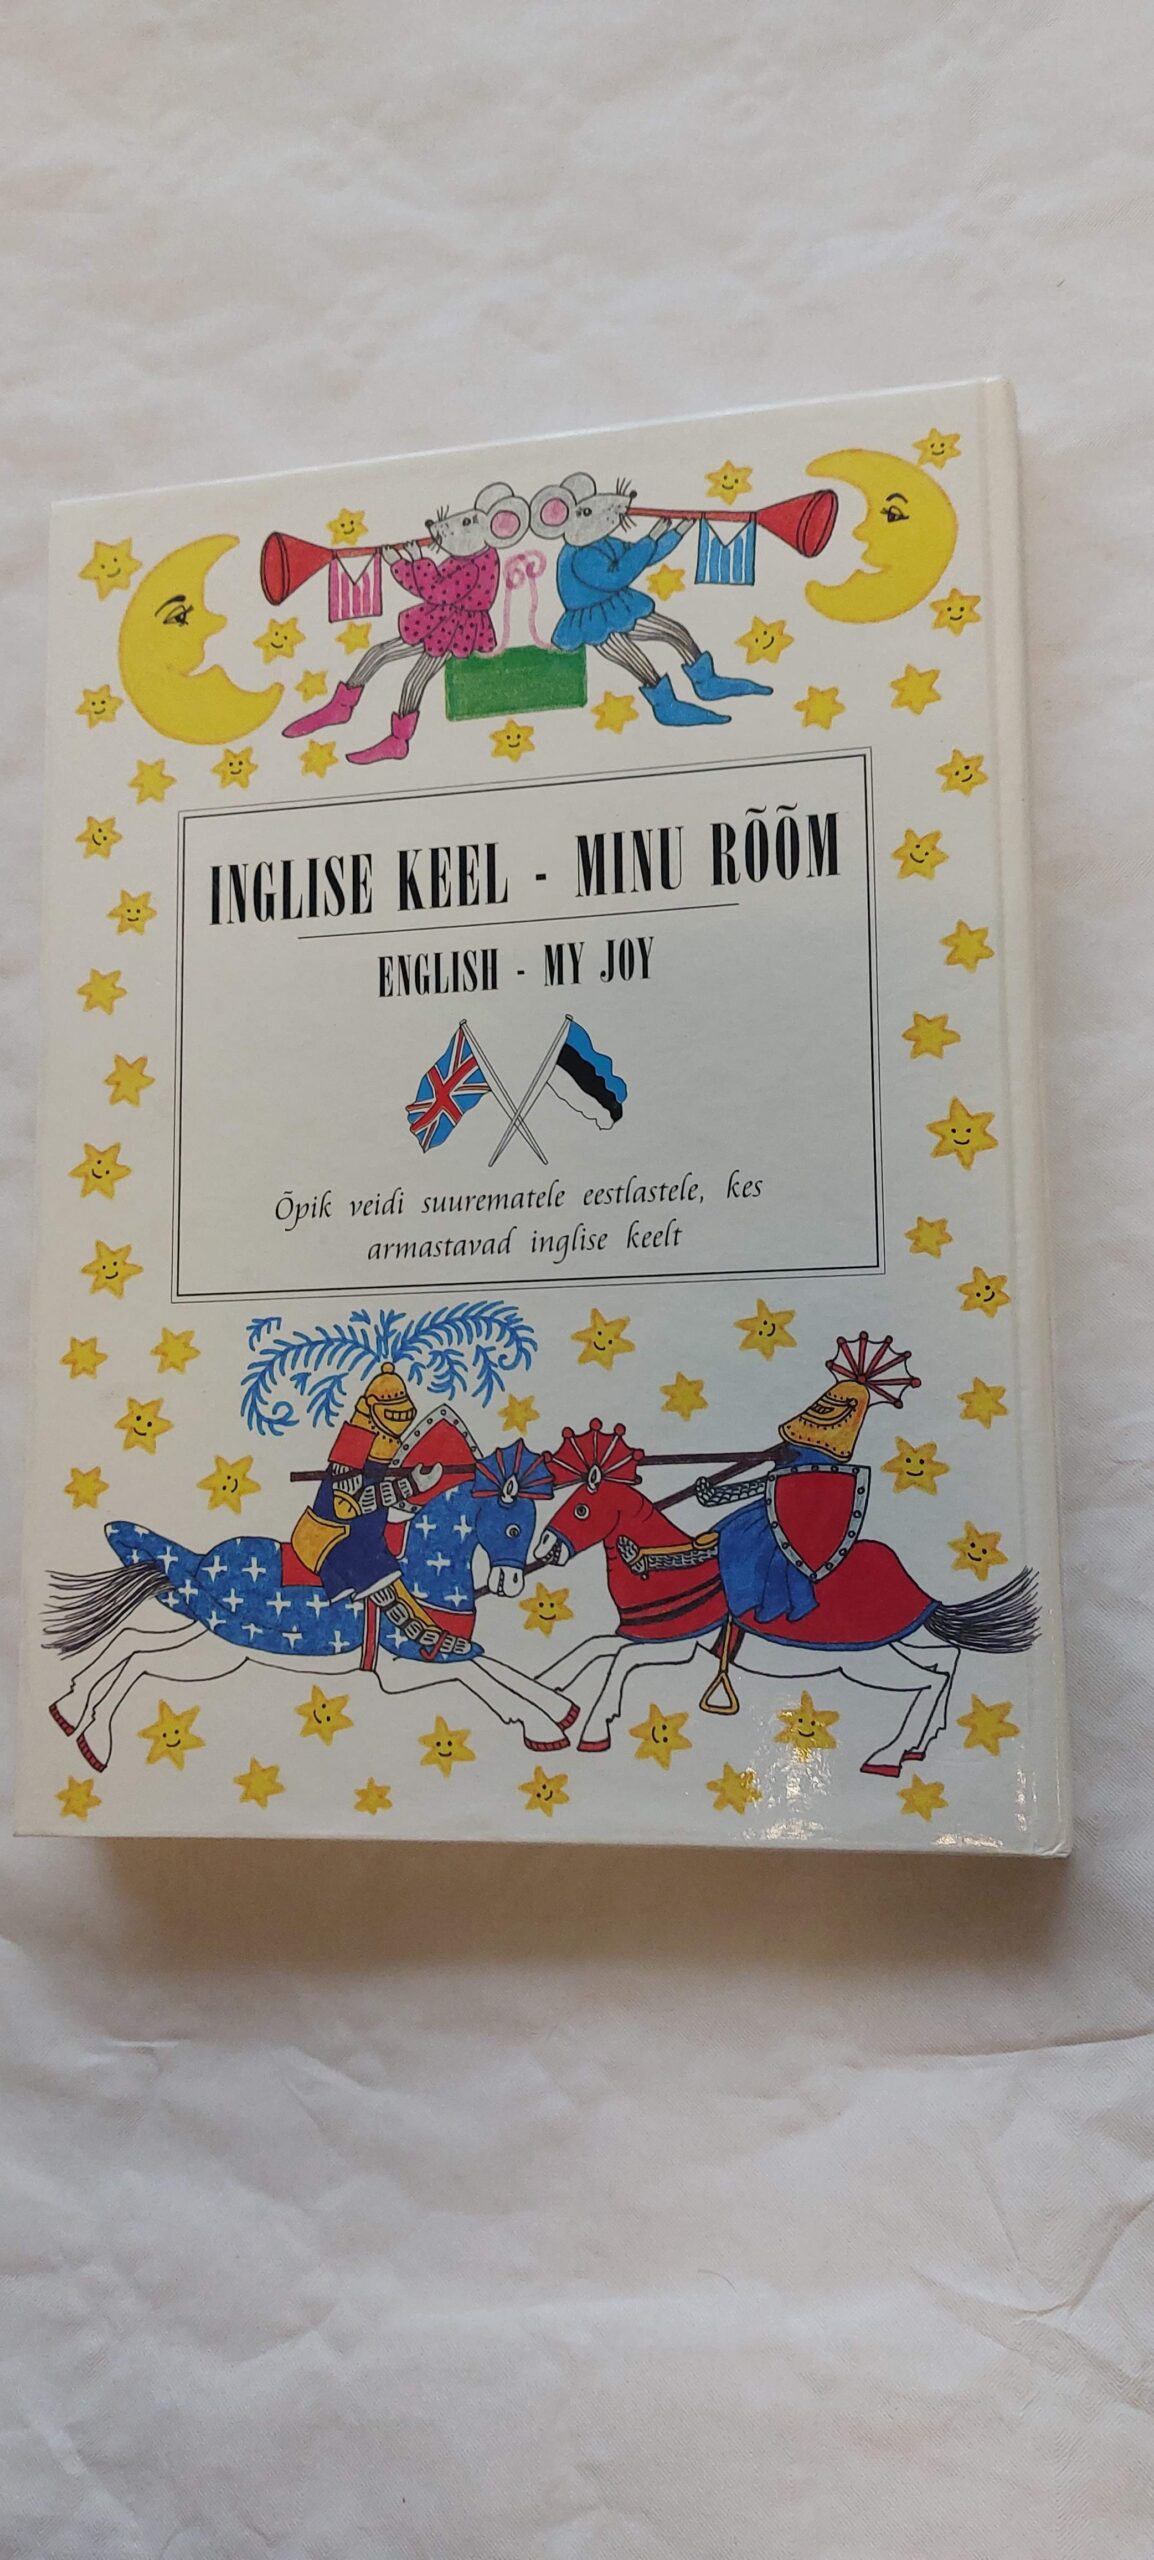 INGLISE KEEL - MINU RÕÕM
ENGLISH - MY JOY
Õpik veidi suurematele eestlastele, kes
armastavad inglise keelt